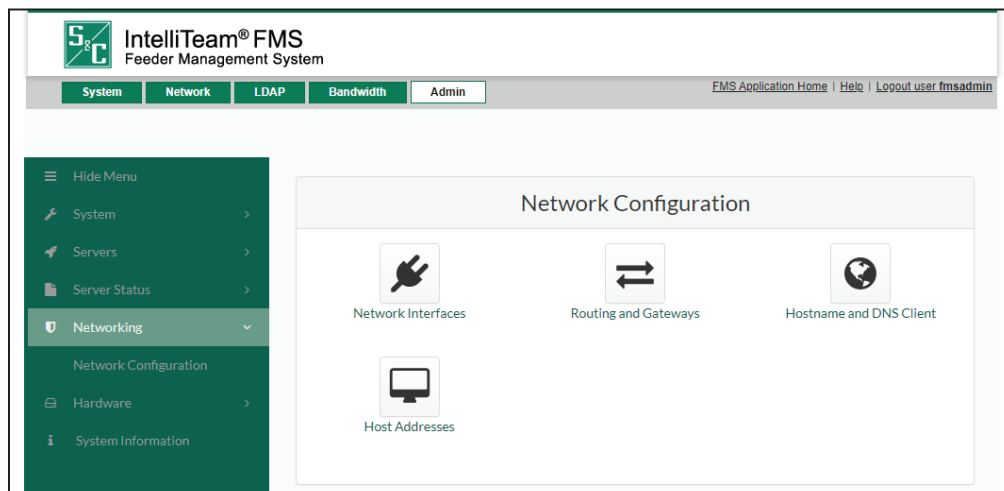 S&C
IntelliTeam® FMS
Feeder Management System
System Network LDAP Bandwidth Admin
FMS Application Home | Help | Logout user fmsadmin
Hide Menu
System
Servers
Server Status
Networking
Network Configuration
Hardware
System Information
Network Configuration
Network Interfaces
Routing and Gateways
Hostname and DNS Client
Host Addresses